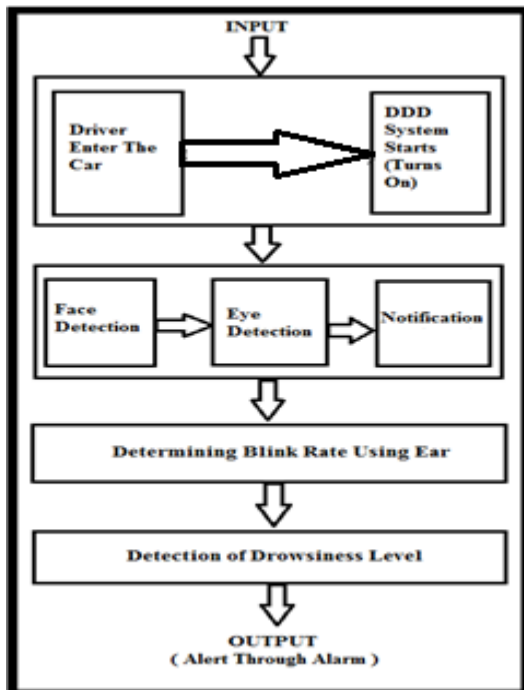 INPUT
Driver
Enter The
Car
DDD
System
Starts
(Turns
On)
Face
Detection
Eye
Detection
Notification
Determining Blink Rate Using Ear
Detection of Drowsiness Level
OUTPUT
( Alert Through Alarm )